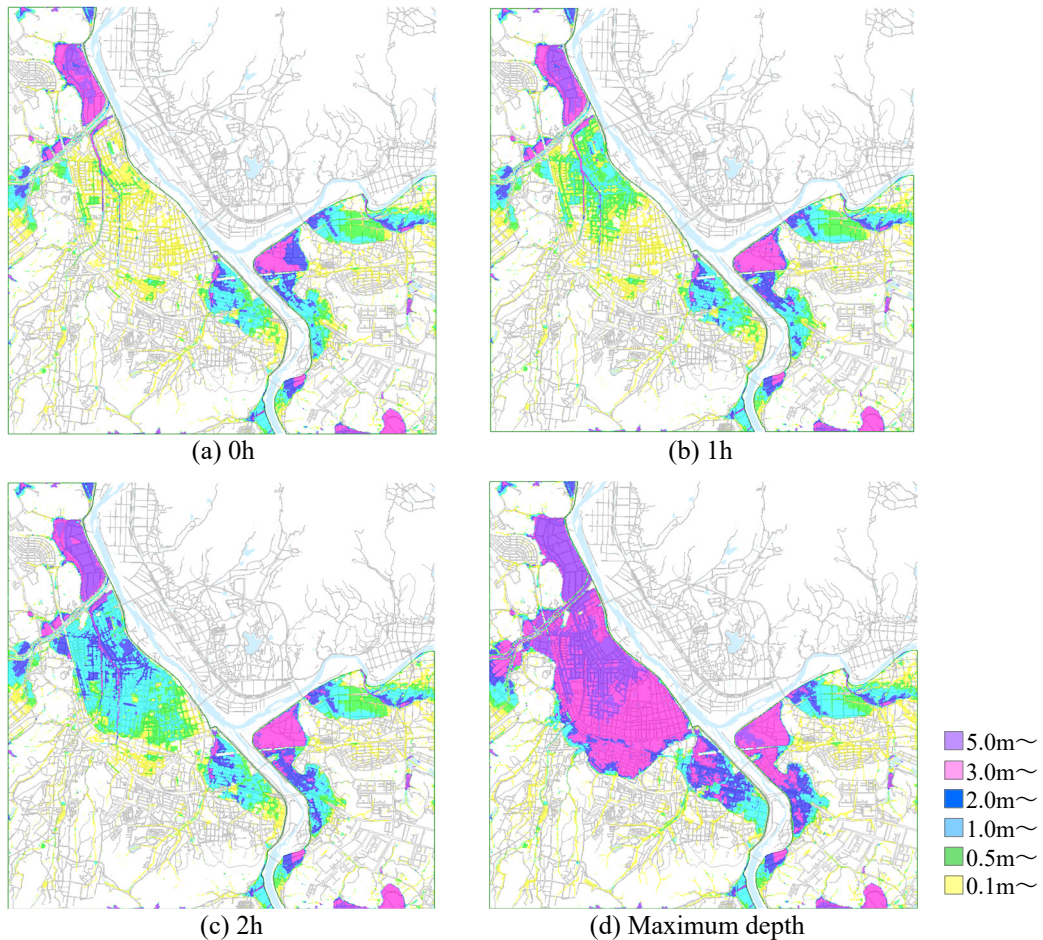 (a) 0h
(b) 1h
(c) 2h
(d) Maximum depth
5.0m～
3.0m～
2.0m～
1.0m～
0.5m～
0.1m～